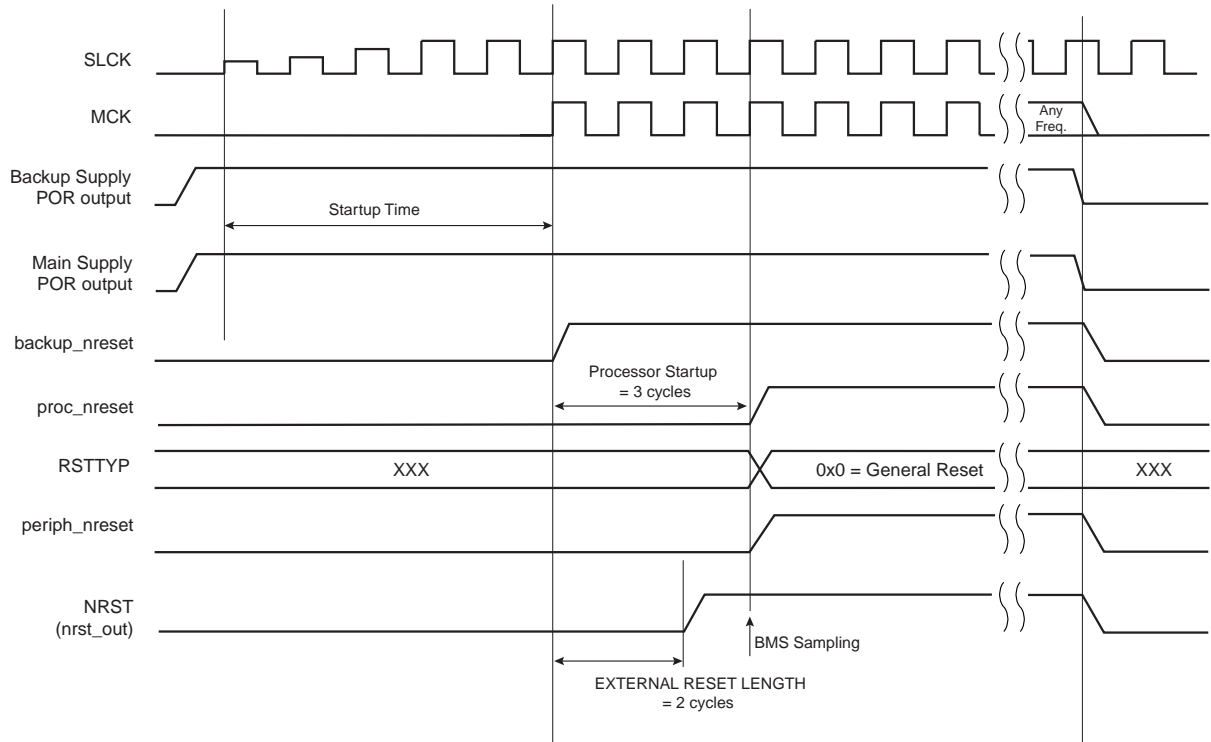 SLCK
MCK
Any
Freq.
Backup Supply
POR output
Startup Time
Main Supply
POR output
backup_nreset
Processor Startup
= 3 cycles
proc_nreset
RSTTYP
XXX
0x0 = General Reset
XXX
periph_nreset
NRST
(nrst_out)
BMS Sampling
EXTERNAL RESET LENGTH
= 2 cycles